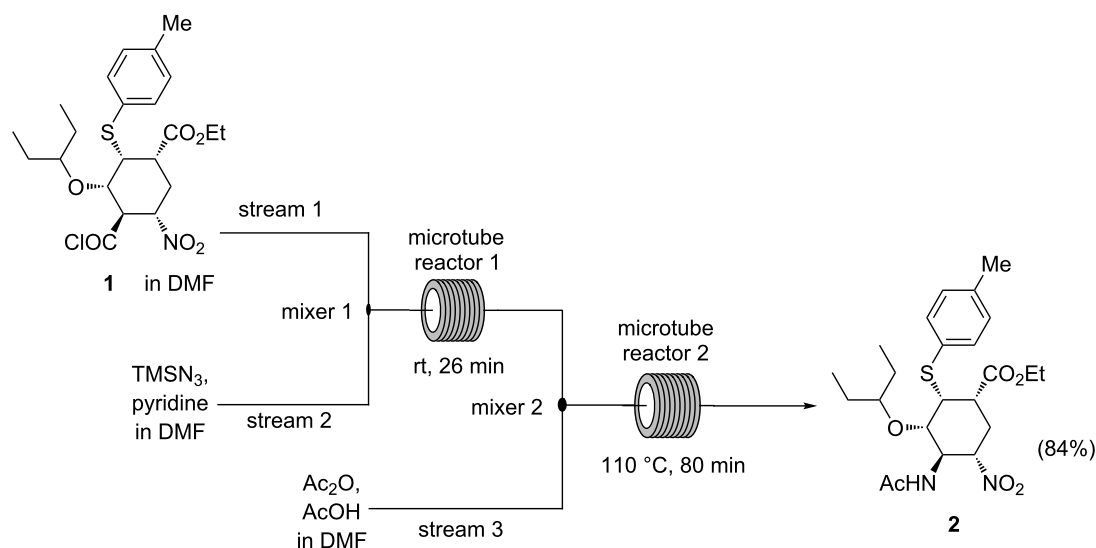 Me
S
CO₂Et
O
ClOC
NO₂
1 in DMF
stream 1
mixer 1
microtube
reactor 1
rt, 26 min
TMSN₃,
pyridine
in DMF
stream 2
mixer 2
microtube
reactor 2
110 °C, 80 min
Ac₂O,
AcOH
in DMF
stream 3
Me
S
CO₂Et
O
AcHN
NO₂
(84%)
2